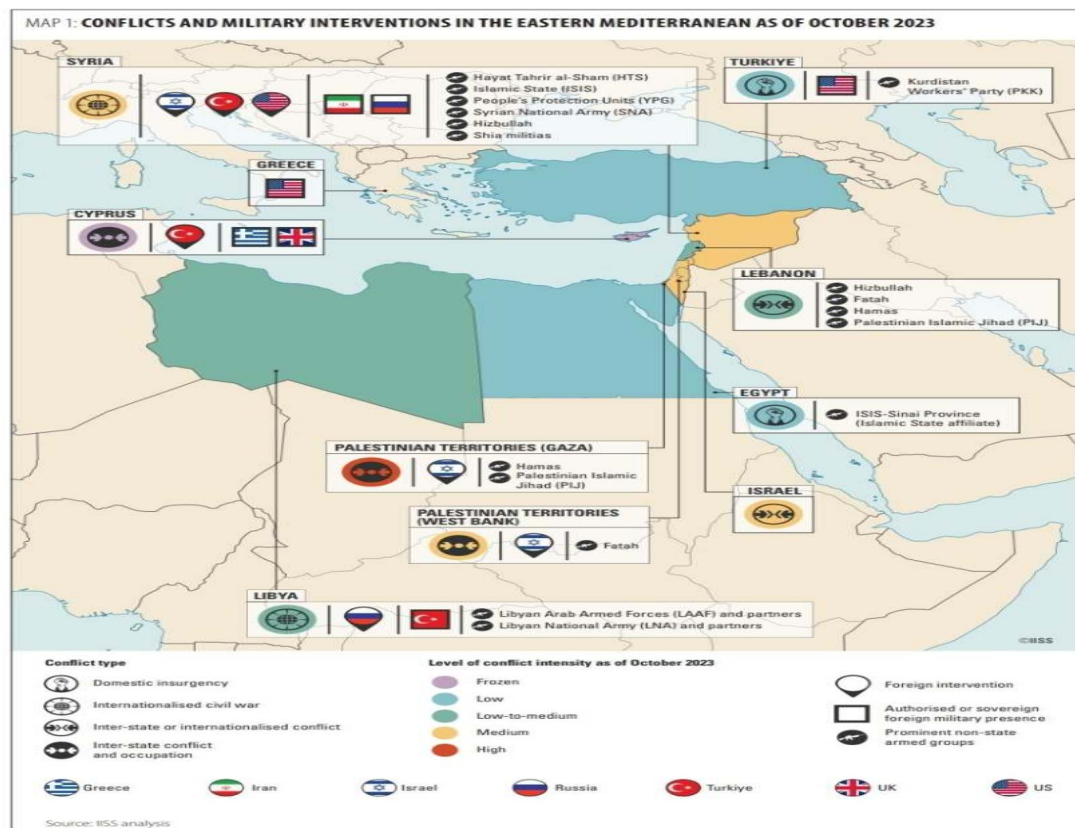 MAP 1: CONFLICTS AND MILITARY INTERVENTIONS IN THE EASTERN MEDITERRANEAN AS OF OCTOBER 2023
SYRIA
Hayat Tahrir al-Sham (HTS)
Islamic State (ISIS)
People's Protection Units (YPG)
Syrian National Army (SNA)
Hizbullah
Shia militias
TÜRKIYE
Kurdistan
Workers' Party (PKK)
GREECE
CYPRUS
LEBANON
Hizbullah
Fatah
Hamas
Palestinian Islamic Jihad (PIJ)
EGYPT
ISIS-Sinai Province
(Islamic State affiliate)
PALESTINIAN TERRITORIES (GAZA)
Hamas
Palestinian Islamic
Jihad (PIJ)
ISRAEL
PALESTINIAN TERRITORIES
(WEST BANK)
Fatah
LIBYA
Libyan Arab Armed Forces (LAAF) and partners
Libyan National Army (LNA) and partners
©IISS
Conflict type
Domestic insurgency
Internationalised civil war
Inter-state or internationalised conflict
Inter-state conflict
and occupation
Level of conflict intensity as of October 2023
Frozen
Low
Low-to-medium
Medium
High
Foreign intervention
Authorised or sovereign
foreign military presence
Prominent non-state
armed groups
Greece
Iran
Israel
Russia
Turkiye
UK
US
Source: IISS analysis